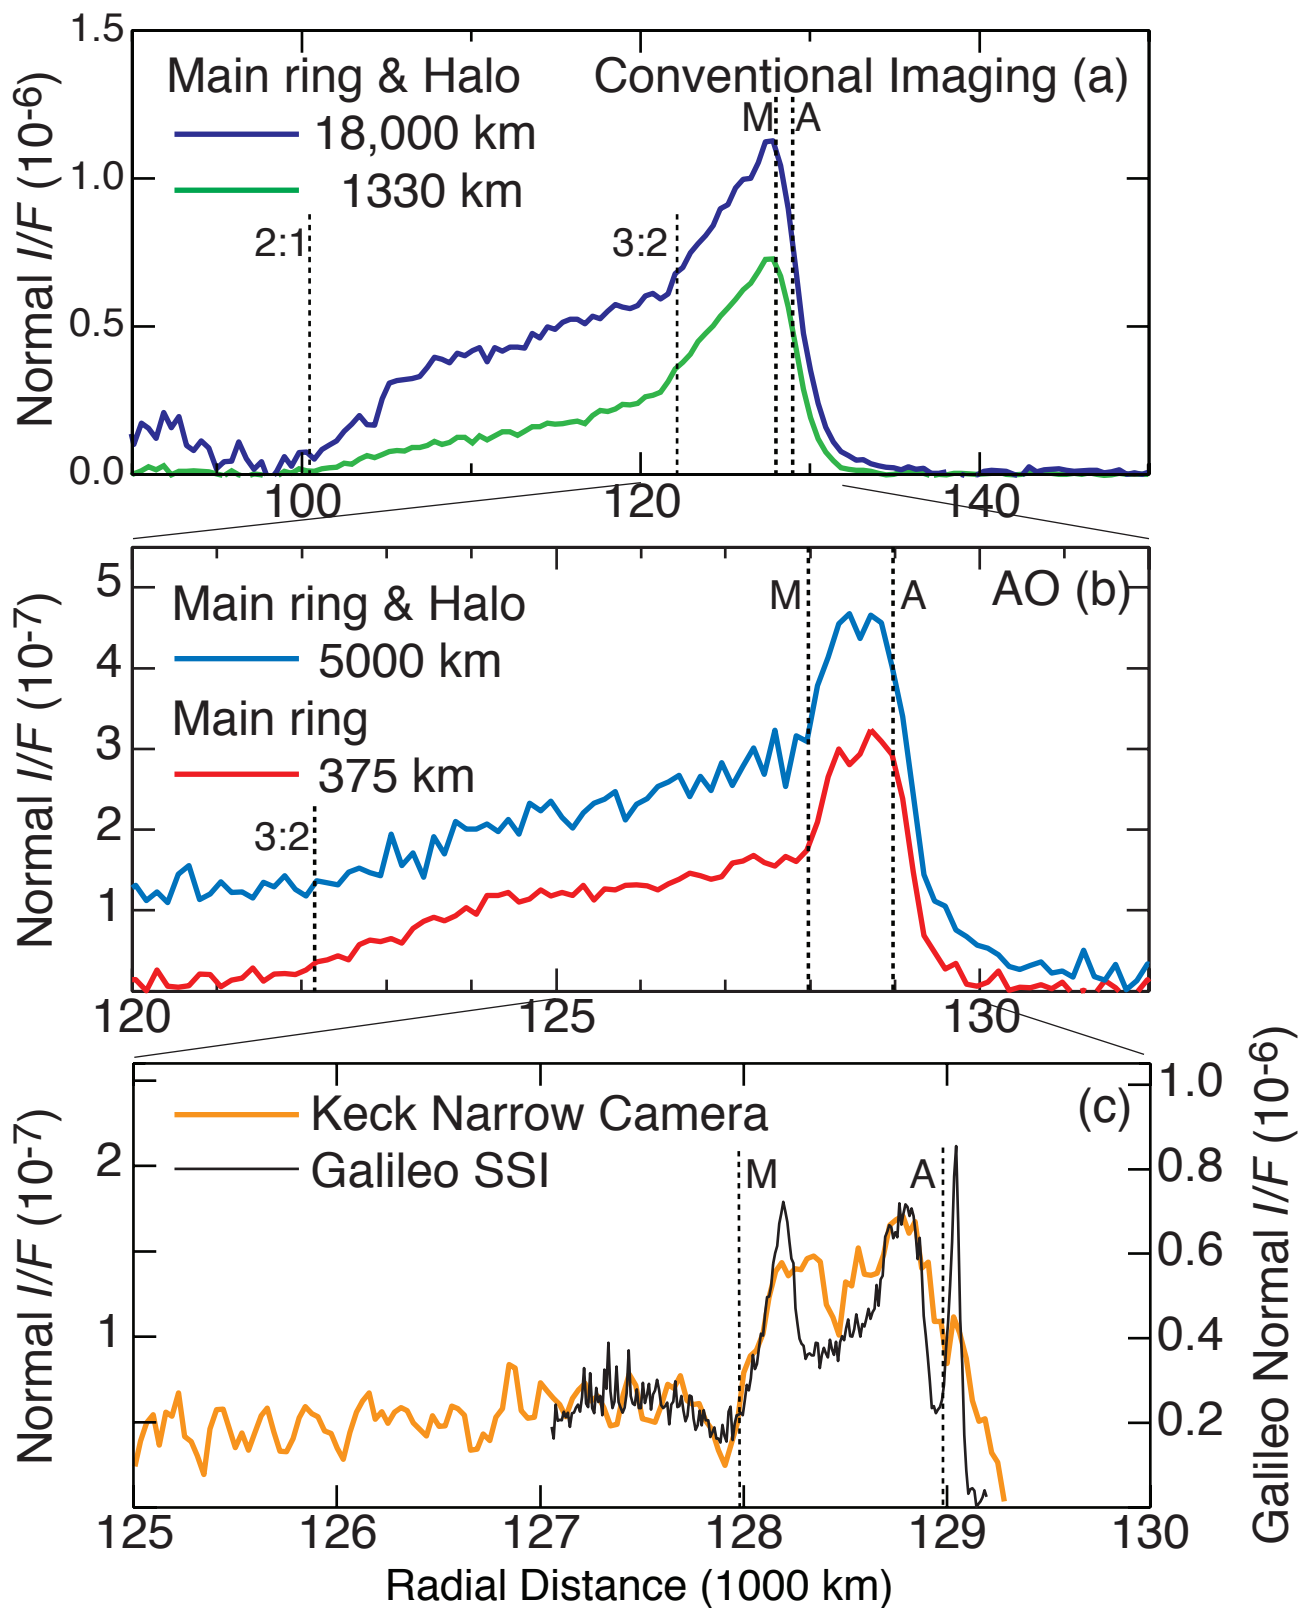 1.5
Main ring & Halo
Conventional Imaging (a)
M A
18,000 km
1330 km
1.0
2:1
3:2
0.5
0.0
Normal I/F (10-6)
100 120 140
5
Main ring & Halo
M A AO (b)
5000 km
4
Main ring
3
375 km
2
3:2
1
Normal I/F (10-7)
120 125 130
Keck Narrow Camera
(c)
1.0
Galileo SSI
M A
2
0.8
0.6
1
0.4
0.2
0.0
Normal I/F (10-7)
Galileo Normal I/F (10-6)
125 126 127 128 129 130
Radial Distance (1000 km)